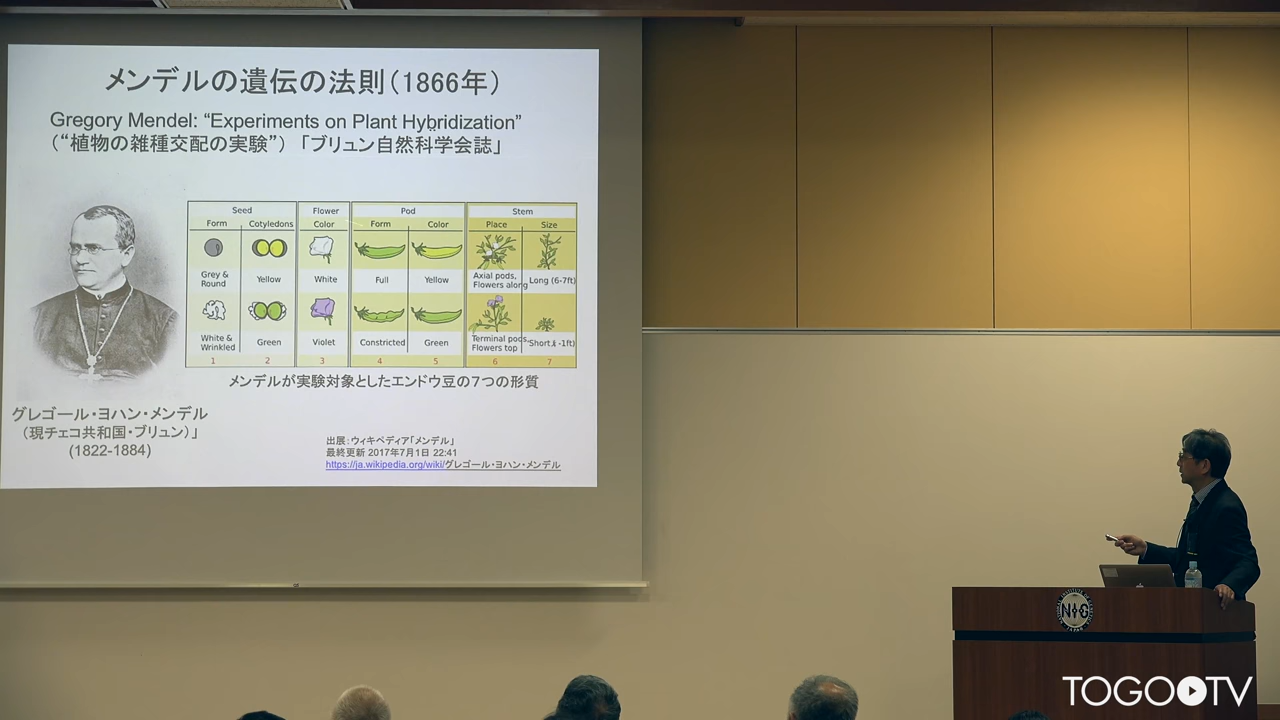 メンデルの遺伝の法則(1866年)
Gregory Mendel: “Experiments on Plant Hybridization”
(“植物の雑種交配の実験”) 「ブリュン自然科学会誌」
Seed Flower Pod Stem
Form Cotyledons Color Form Color Place Size
Grey & Round Yellow White Full Yellow Axial pods, Flowers along Long (6-7ft)
White & Wrinkled Green Violet Constricted Green Terminal pods, Flowers top Short -1ft)
1 2 3 4 5 6 7
メンデルが実験対象としたエンドウ豆の7つの形質
グレゴール・ヨハン・メンデル
(現チェコ共和国・ブリュン)」
(1822-1884)
出展:ウィキペディア「メンデル」
最終更新 2017年7月1日 22:41
https://ja.wikipedia.org/wiki/グレゴール・ヨハン・メンデル
NIG
JAPAN
TOGOTV